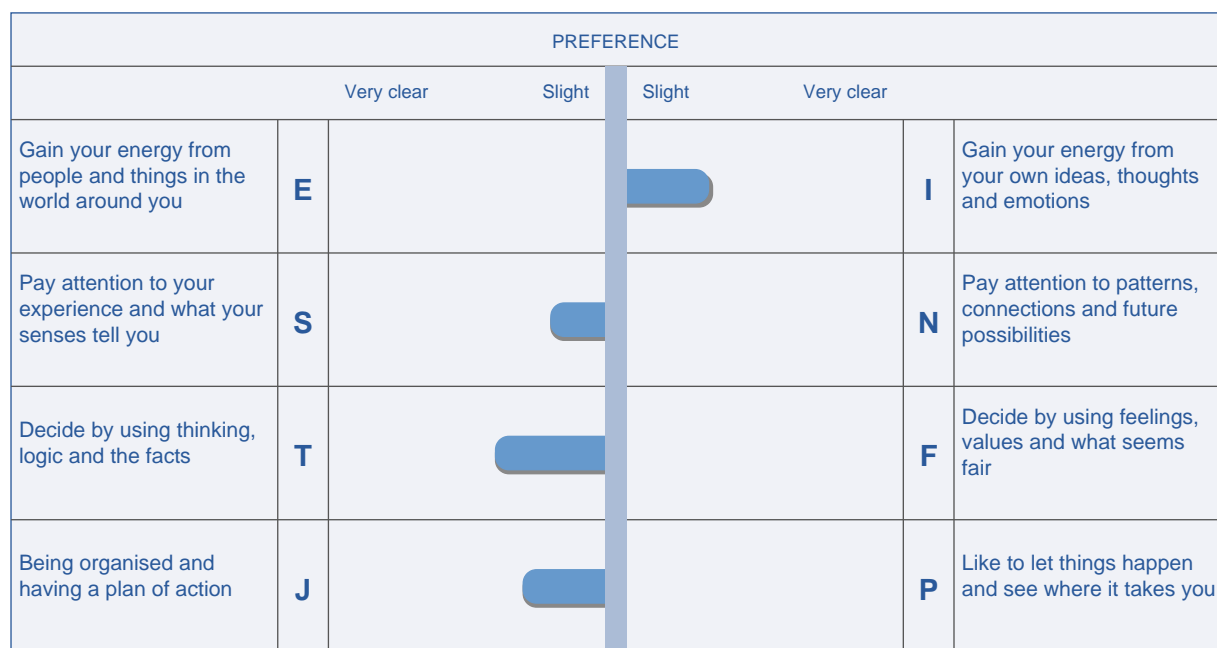 PREFERENCE
Very clear Slight Slight Very clear
Gain your energy from
people and things in the
world around you
E
I
Gain your energy from
your own ideas, thoughts
and emotions
Pay attention to your
experience and what your
senses tell you
S
N
Pay attention to patterns,
connections and future
possibilities
Decide by using thinking,
logic and the facts
T
F
Decide by using feelings,
values and what seems
fair
Being organised and
having a plan of action
J
P
Like to let things happen
and see where it takes you